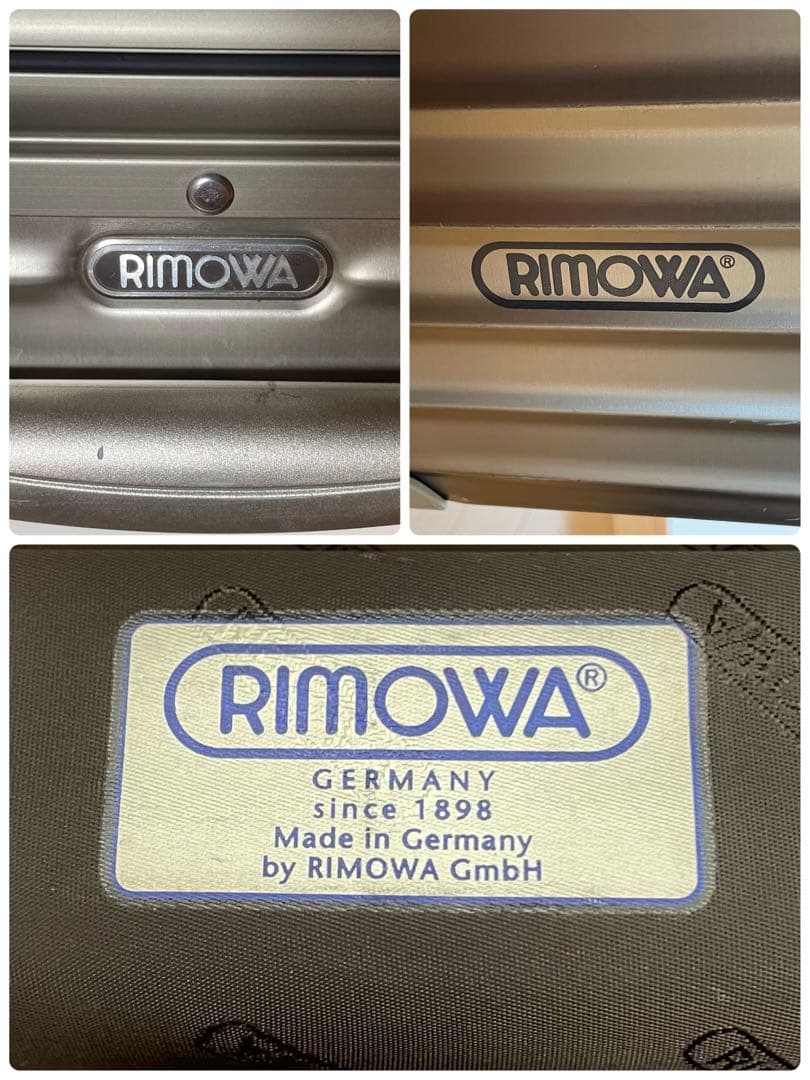 RIMOWA
RIMOWA®
RIMOWA®
GERMANY
since 1898
Made in Germany
by RIMOWA GmbH